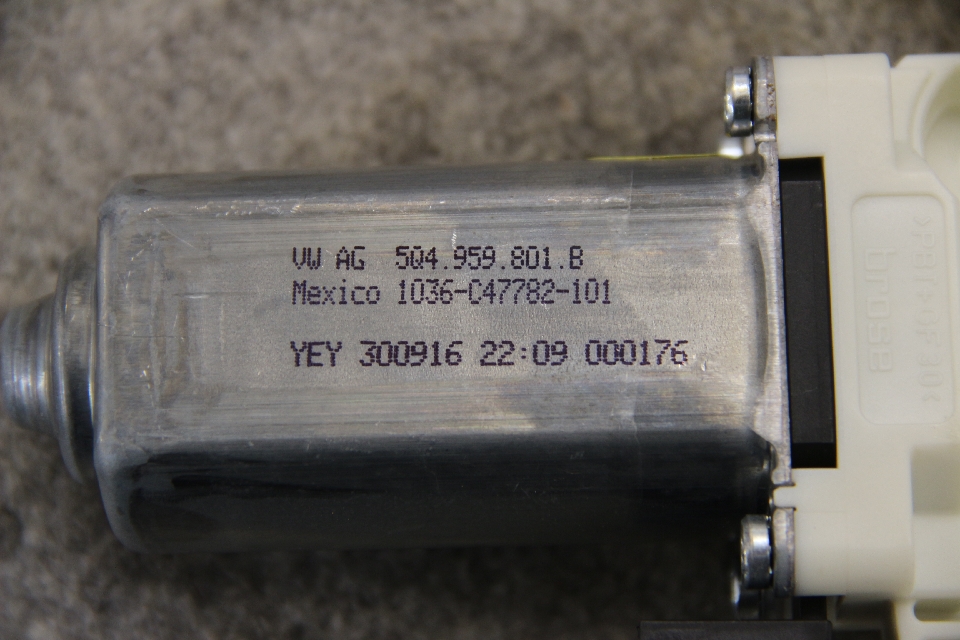 VW AG 5Q4.959.801.B
Mexico 1036-C47782-101
YEY 300916 22:09 000176
brose